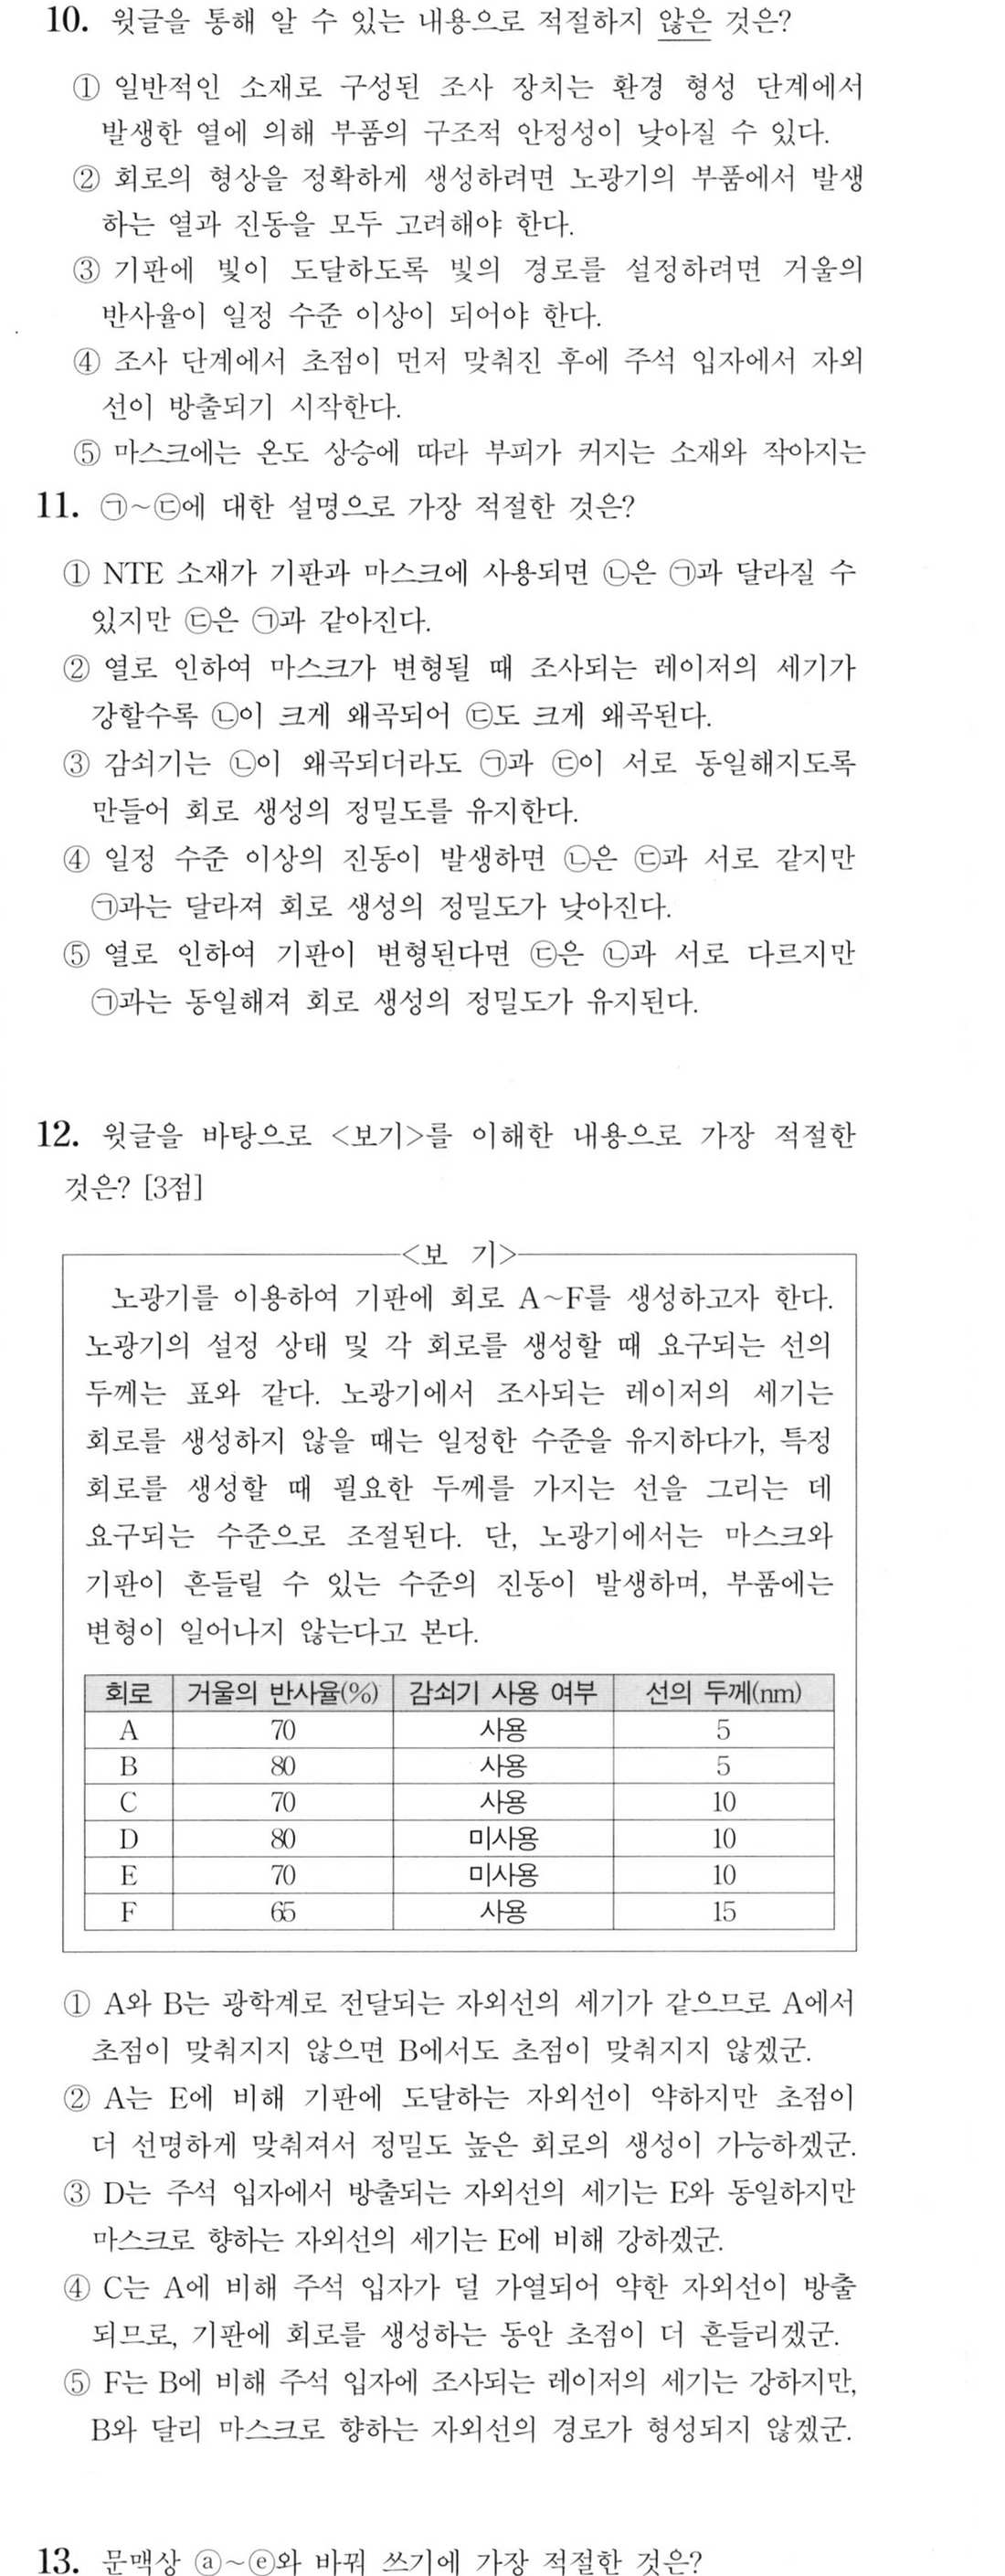 10. 윗글을 통해 알 수 있는 내용으로 적절하지 않은 것은?
① 일반적인 소재로 구성된 조사 장치는 환경 형성 단계에서
발생한 열에 의해 부품의 구조적 안정성이 낮아질 수 있다.
② 회로의 형상을 정확하게 생성하려면 노광기의 부품에서 발생
하는 열과 진동을 모두 고려해야 한다.
③ 기판에 빛이 도달하도록 빛의 경로를 설정하려면 거울의
반사율이 일정 수준 이상이 되어야 한다.
④ 조사 단계에서 초점이 먼저 맞춰진 후에 주석 입자에서 자외
선이 방출되기 시작한다.
⑤ 마스크에는 온도 상승에 따라 부피가 커지는 소재와 작아지는
11. ㉠~㉢에 대한 설명으로 가장 적절한 것은?
① NTE 소재가 기판과 마스크에 사용되면 ㉡은 ㉠과 달라질 수
있지만 ㉢은 ㉠과 같아진다.
② 열로 인하여 마스크가 변형될 때 조사되는 레이저의 세기가
강할수록 ㉡이 크게 왜곡되어 ㉢도 크게 왜곡된다.
③ 감쇠기는 ㉡이 왜곡되더라도 ㉠과 ㉢이 서로 동일해지도록
만들어 회로 생성의 정밀도를 유지한다.
④ 일정 수준 이상의 진동이 발생하면 ㉡은 ㉢과 서로 같지만
㉠과는 달라져 회로 생성의 정밀도가 낮아진다.
⑤ 열로 인하여 기판이 변형된다면 ㉢은 ㉡과 서로 다르지만
㉠과는 동일해져 회로 생성의 정밀도가 유지된다.
12. 윗글을 바탕으로 <보기>를 이해한 내용으로 가장 적절한
것은? [3점]
<보 기>
노광기를 이용하여 기판에 회로 A~F를 생성하고자 한다.
노광기의 설정 상태 및 각 회로를 생성할 때 요구되는 선의
두께는 표와 같다. 노광기에서 조사되는 레이저의 세기는
회로를 생성하지 않을 때는 일정한 수준을 유지하다가, 특정
회로를 생성할 때 필요한 두께를 가지는 선을 그리는 데
요구되는 수준으로 조절된다. 단, 노광기에서는 마스크와
기판이 흔들릴 수 있는 수준의 진동이 발생하며, 부품에는
변형이 일어나지 않는다고 본다.
회로 거울의 반사율(%) 감쇠기 사용 여부 선의 두께(nm)
A 70 사용 5
B 80 사용 5
C 70 사용 10
D 80 미사용 10
E 70 미사용 10
F 65 사용 15
① A와 B는 광학계로 전달되는 자외선의 세기가 같으므로 A에서
초점이 맞춰지지 않으면 B에서도 초점이 맞춰지지 않겠군.
② A는 E에 비해 기판에 도달하는 자외선이 약하지만 초점이
더 선명하게 맞춰져서 정밀도 높은 회로의 생성이 가능하겠군.
③ D는 주석 입자에서 방출되는 자외선의 세기는 E와 동일하지만
마스크로 향하는 자외선의 세기는 E에 비해 강하겠군.
④ C는 A에 비해 주석 입자가 덜 가열되어 약한 자외선이 방출
되므로, 기판에 회로를 생성하는 동안 초점이 더 흔들리겠군.
⑤ F는 B에 비해 주석 입자에 조사되는 레이저의 세기는 강하지만,
B와 달리 마스크로 향하는 자외선의 경로가 형성되지 않겠군.
13. 문맥상 ⓐ~ⓔ와 바꿔 쓰기에 가장 적절한 것은?